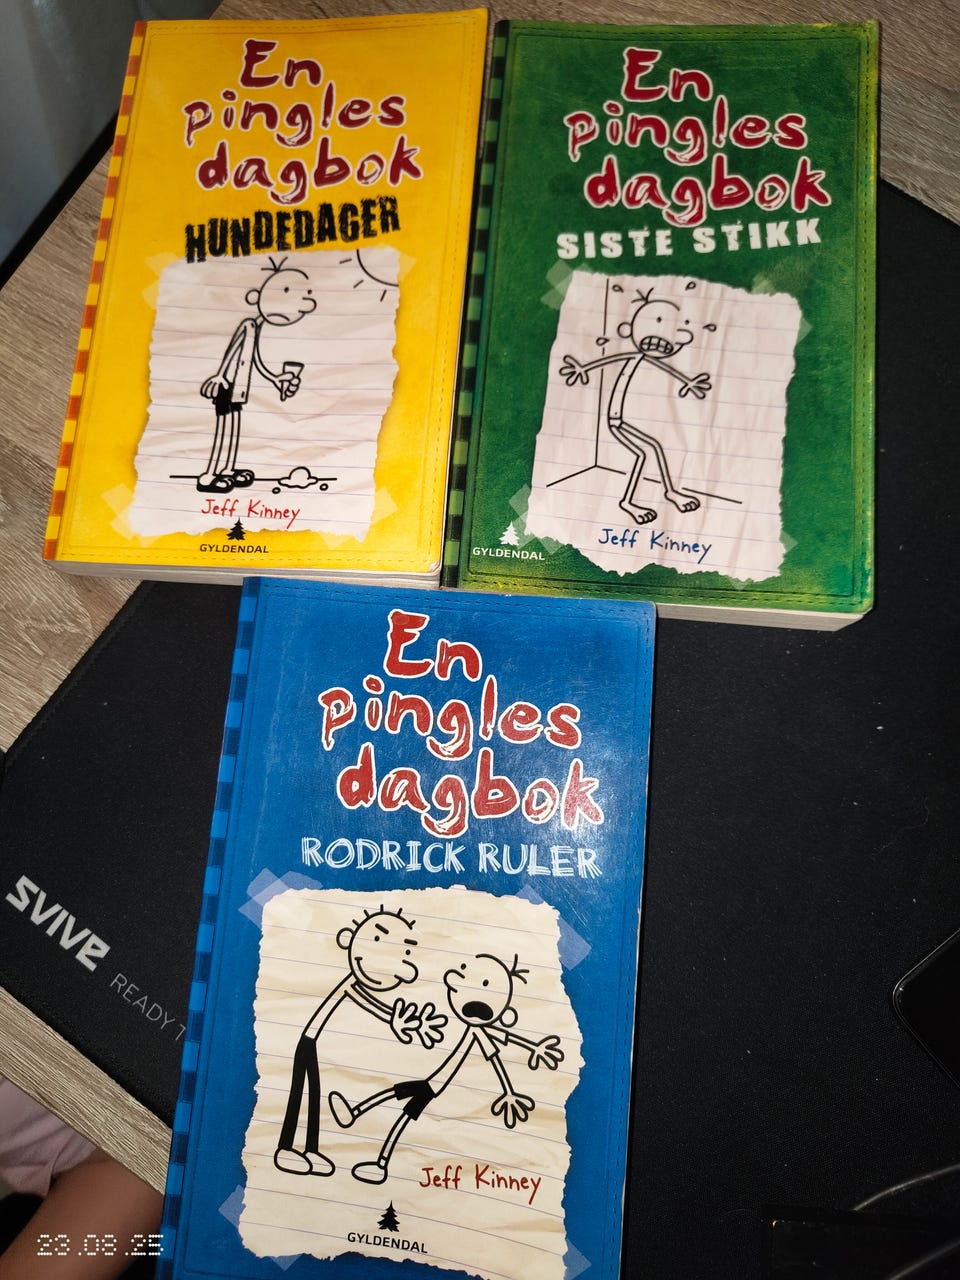 En
pingles
dagbok
HUNDEDAGER
Jeff Kinney
GYLDENDAL
En
pingles
dagbok
SISTE STIKK
Jeff Kinney
GYLDENDAL
En
pingles
dagbok
RODRICK RULER
Jeff Kinney
GYLDENDAL
SVIVE
READY T
23.08.25